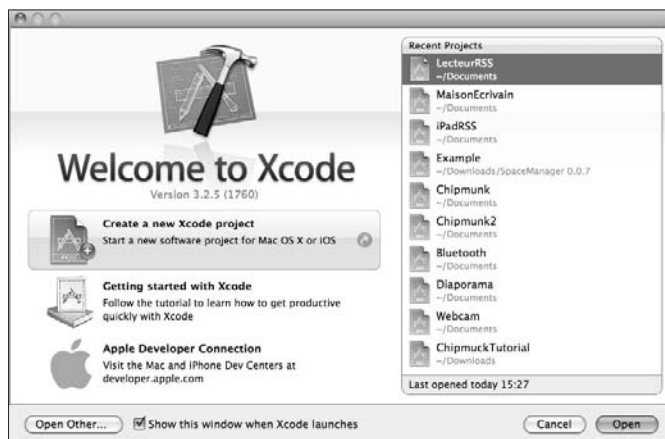 Welcome to Xcode
Version 3.2.5 (1760)
Create a new Xcode project
Start a new software project for Mac OS X or iOS
Getting started with Xcode
Follow the tutorial to learn how to get productive
quickly with Xcode
Apple Developer Connection
Visit the Mac and iPhone Dev Centers at
developer.apple.com
Recent Projects
LecteurRSS
~/Documents
MaisonEcrivain
~/Documents
iPadRSS
~/Documents
Example
~/Downloads/SpaceManager 0.0.7
Chipmunk
~/Documents
Chipmunk2
~/Documents
Bluetooth
~/Documents
Diaporama
~/Documents
Webcam
~/Documents
ChipmuckTutorial
~/Downloads
Last opened today 15:27
Open Other...
Show this window when Xcode launches
Cancel
Open